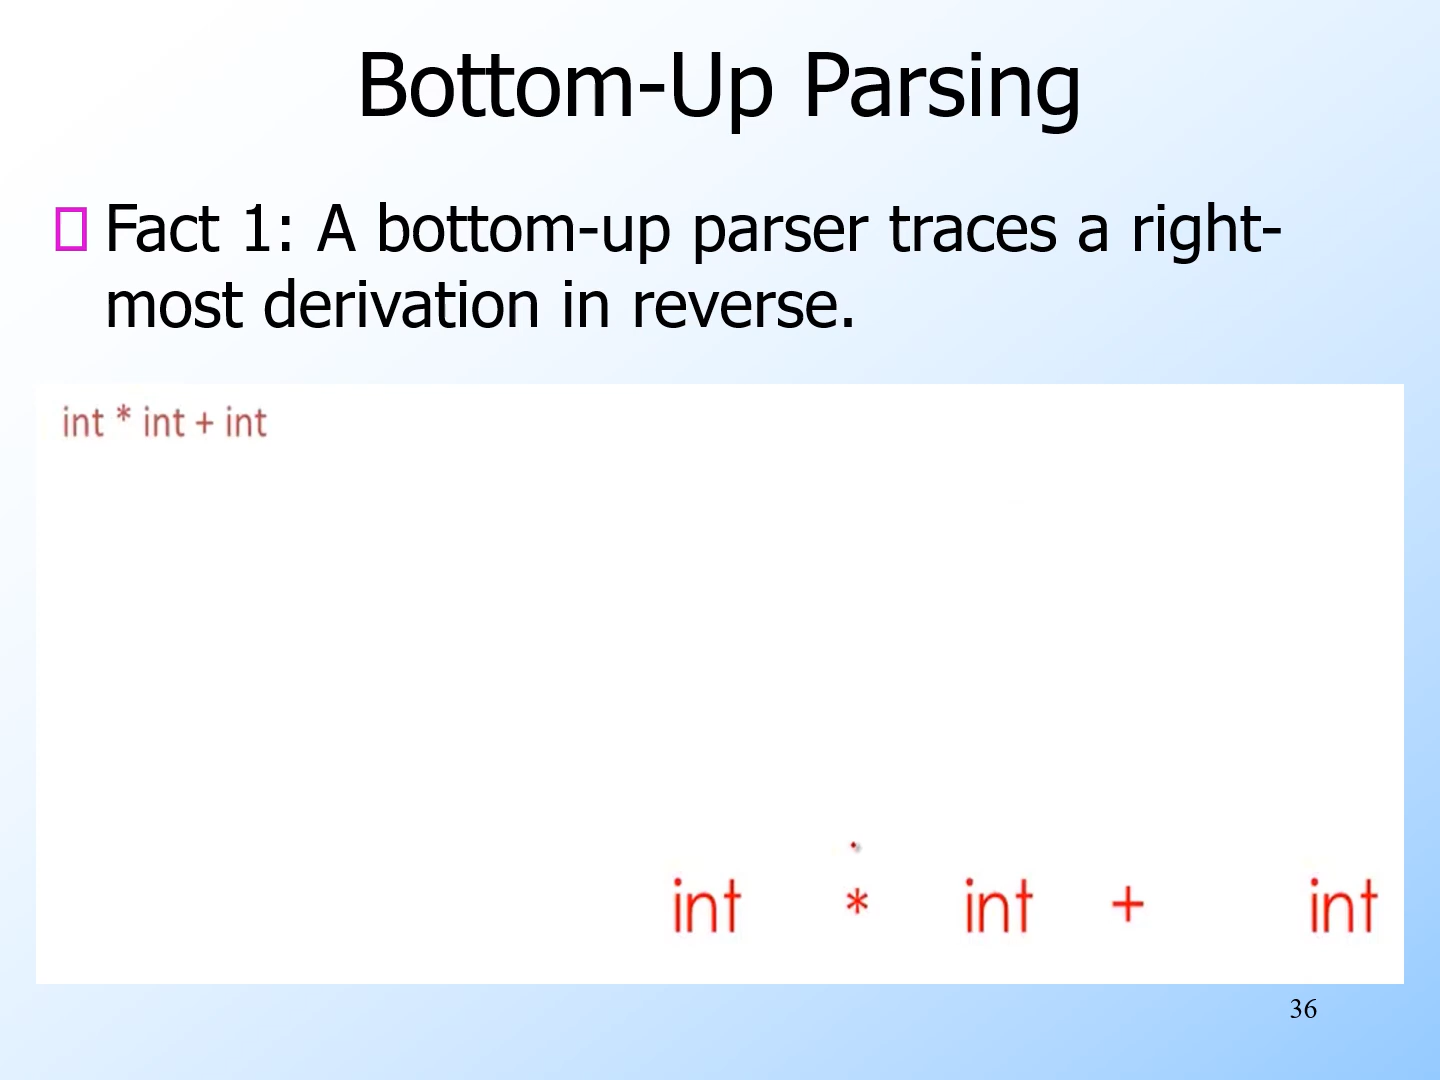 Bottom-Up Parsing
Fact 1: A bottom-up parser traces a right-
most derivation in reverse.
int * int + int
int * int + int
36